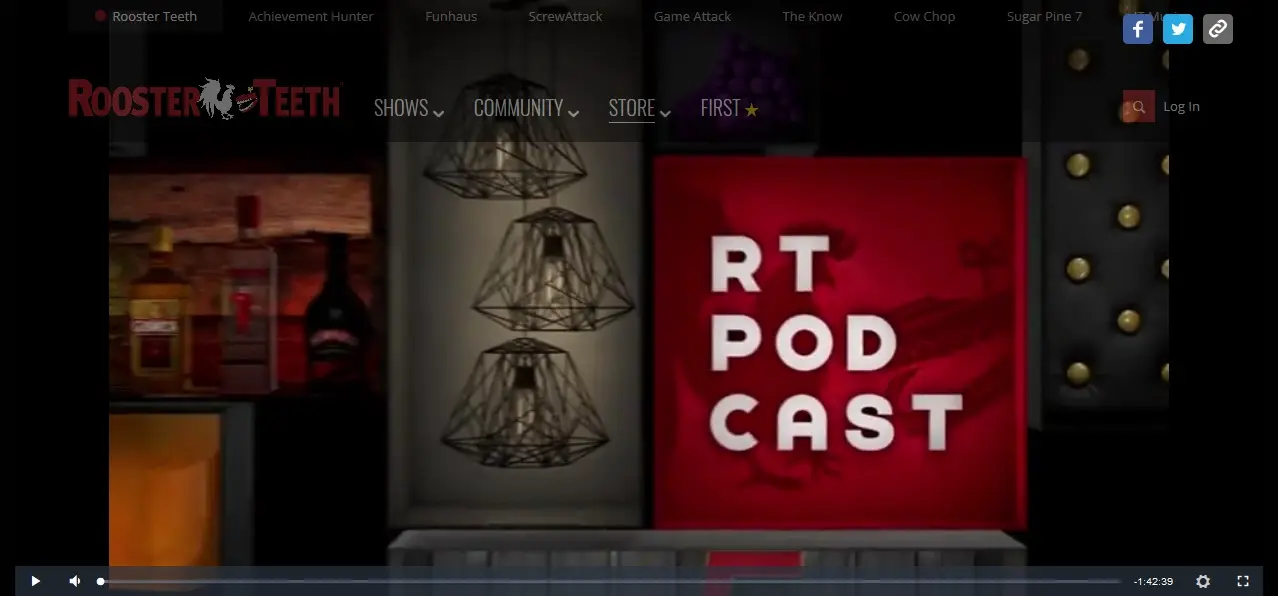 Rooster Teeth Achievement Hunter Funhaus ScrewAttack Game Attack The Know Cow Chop Sugar Pine 7
ROOSTER TEETH SHOWS COMMUNITY STORE FIRST Log In
RT
POD
CAST
-1:42:39